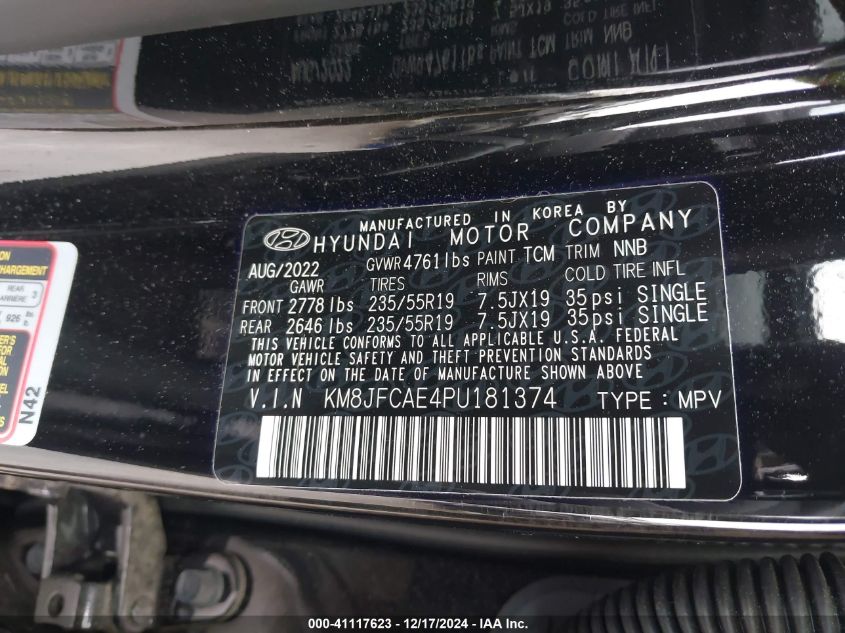 MANUFACTURED IN KOREA BY
HYUNDAI MOTOR COMPANY
AUG/2022 GVWR 4761 lbs PAINT TCM TRIM NNB
GAWR TIRES RIMS COLD TIRE INFL
FRONT 2778 lbs 235/55R19 7.5JX19 35 psi SINGLE
REAR 2646 lbs 235/55R19 7.5JX19 35 psi SINGLE
THIS VEHICLE CONFORMS TO ALL APPLICABLE U.S.A. FEDERAL
MOTOR VEHICLE SAFETY AND THEFT PREVENTION STANDARDS
IN EFFECT ON THE DATE OF MANUFACTURE SHOWN ABOVE
V.I.N KM8JFCAE4PU181374 TYPE : MPV
REAR 3
926 lbs
N42
000-41117623 - 12/17/2024 - IAA Inc.